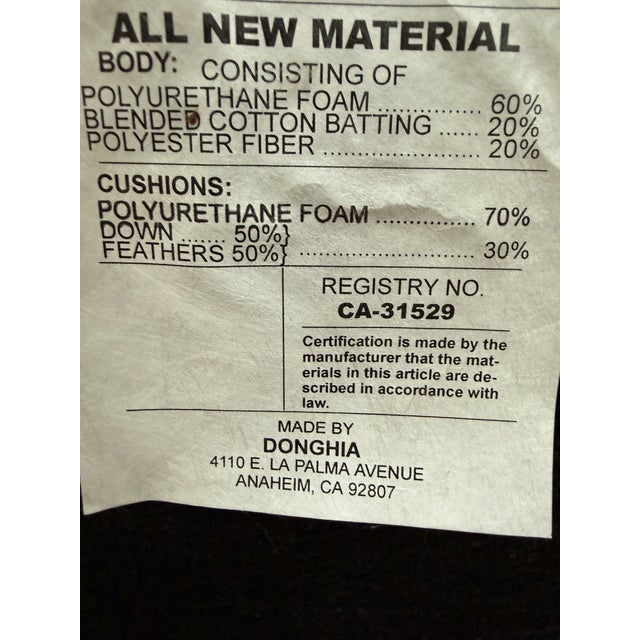 ALL NEW MATERIAL
BODY: CONSISTING OF
POLYURETHANE FOAM ............... 60%
BLENDED COTTON BATTING ...... 20%
POLYESTER FIBER ....................... 20%
CUSHIONS:
POLYURETHANE FOAM ............... 70%
DOWN ...... 50%}
FEATHERS 50%} ............................ 30%
REGISTRY NO.
CA-31529
Certification is made by the
manufacturer that the mat-
erials in this article are de-
scribed in accordance with
law.
MADE BY
DONGHIA
4110 E. LA PALMA AVENUE
ANAHEIM, CA 92807